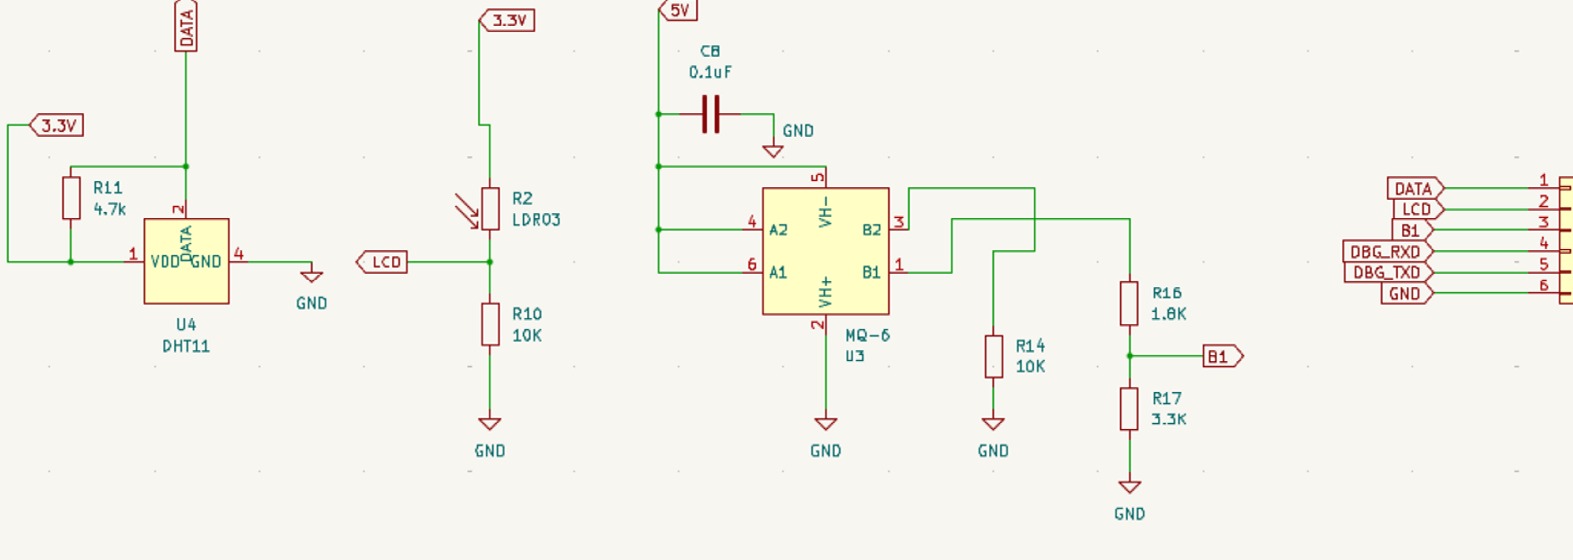 DATA
3.3V
R11
4.7k
2
DATA
1
VDD
GND
4
GND
U4
DHT11
3.3V
R2
LDR03
LCD
R10
10K
GND
5V
C8
0.1uF
GND
5
VH-
4
A2
B2
3
6
A1
B1
1
VH+
2
MQ-6
U3
GND
R14
10K
GND
R16
1.8K
B1
R17
3.3K
GND
DATA 1
LCD 2
B1 3
DBG_RXD 4
DBG_TXD 5
GND 6